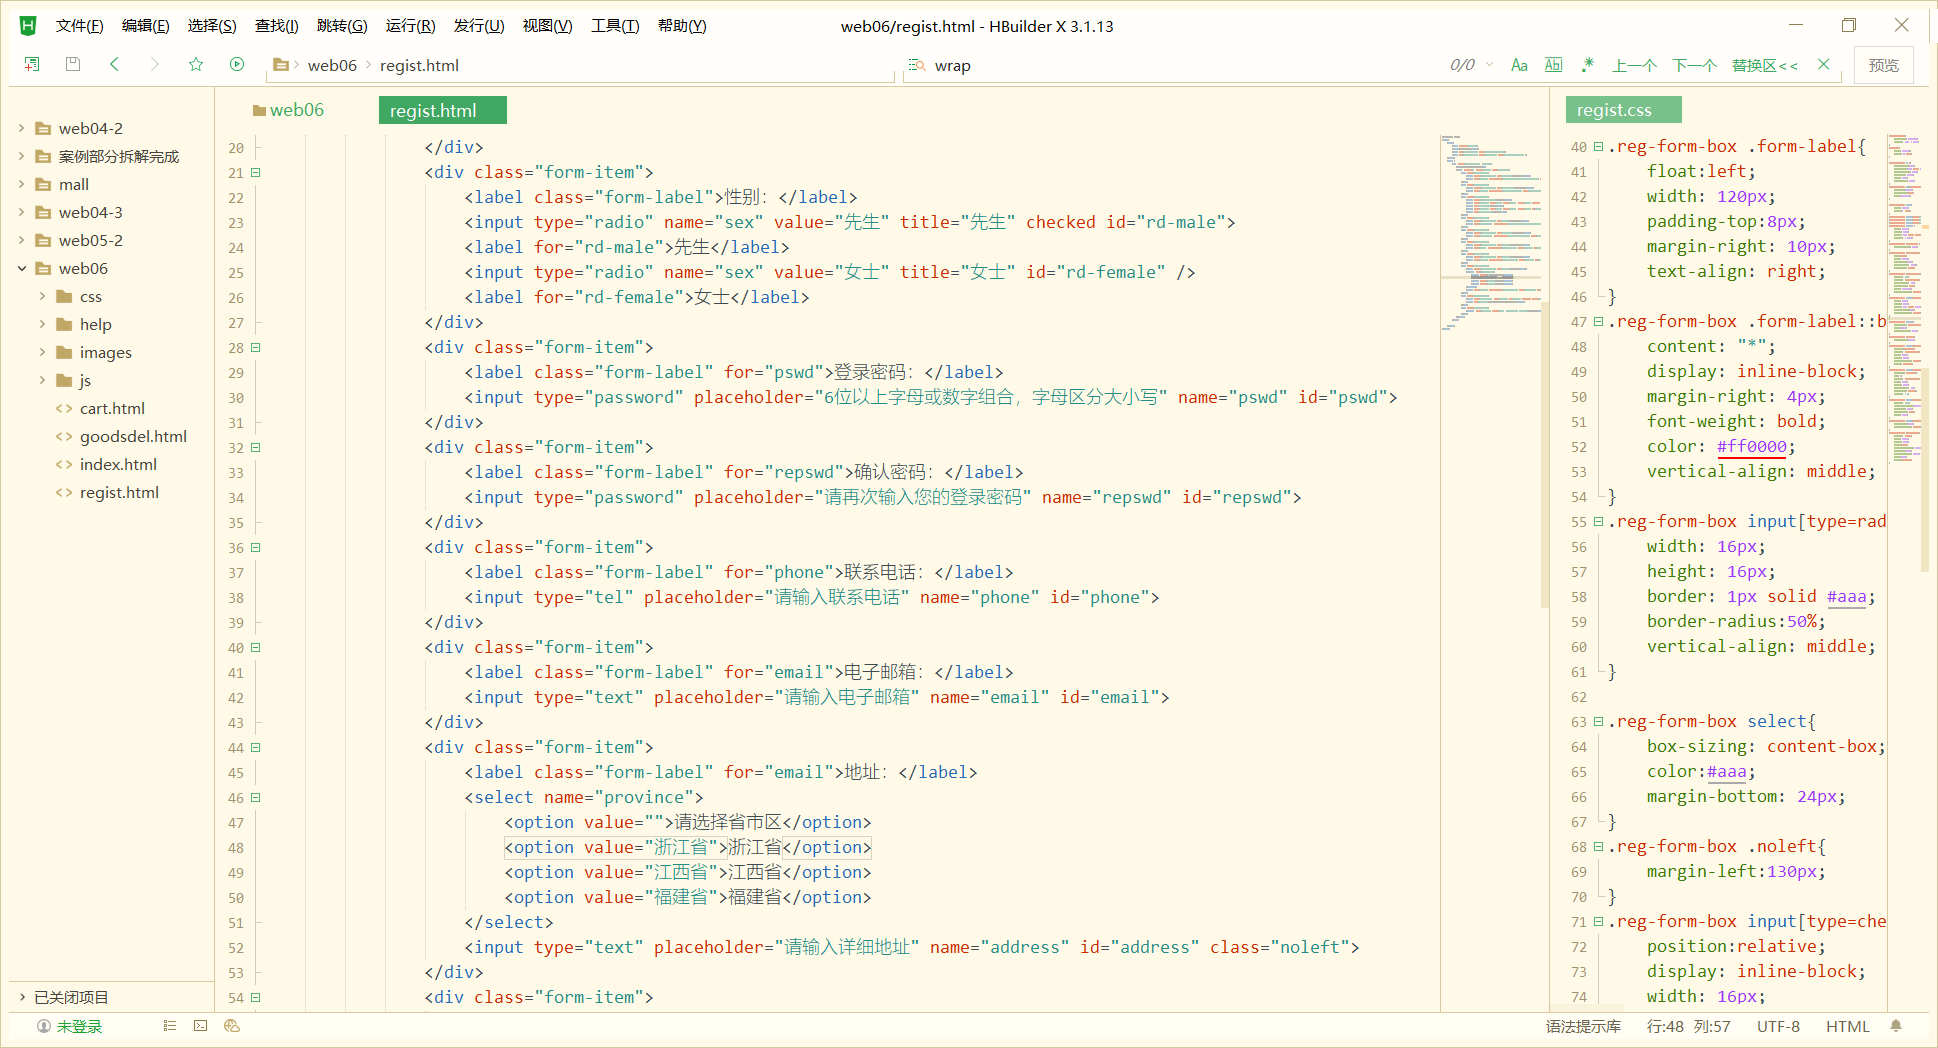 文件(F) 编辑(E) 选择(S) 查找(I) 跳转(G) 运行(R) 发行(U) 视图(V) 工具(T) 帮助(Y) web06/regist.html - HBuilder X 3.1.13
web06 regist.html wrap 0/0 Aa Ab| .* 上一个 下一个 替换区<< 预览
web04-2
案例部分拆解完成
mall
web04-3
web05-2
web06
css
help
images
js
cart.html
goodsdel.html
index.html
regist.html
已关闭项目
web06 regist.html
20 </div>
21 <div class="form-item">
22 <label class="form-label">性别：</label>
23 <input type="radio" name="sex" value="先生" title="先生" checked id="rd-male">
24 <label for="rd-male">先生</label>
25 <input type="radio" name="sex" value="女士" title="女士" id="rd-female" />
26 <label for="rd-female">女士</label>
27 </div>
28 <div class="form-item">
29 <label class="form-label" for="pswd">登录密码：</label>
30 <input type="password" placeholder="6位以上字母或数字组合，字母区分大小写" name="pswd" id="pswd">
31 </div>
32 <div class="form-item">
33 <label class="form-label" for="repswd">确认密码：</label>
34 <input type="password" placeholder="请再次输入您的登录密码" name="repswd" id="repswd">
35 </div>
36 <div class="form-item">
37 <label class="form-label" for="phone">联系电话：</label>
38 <input type="tel" placeholder="请输入联系电话" name="phone" id="phone">
39 </div>
40 <div class="form-item">
41 <label class="form-label" for="email">电子邮箱：</label>
42 <input type="text" placeholder="请输入电子邮箱" name="email" id="email">
43 </div>
44 <div class="form-item">
45 <label class="form-label" for="email">地址：</label>
46 <select name="province">
47 <option value="">请选择省市区</option>
48 <option value="浙江省">浙江省</option>
49 <option value="江西省">江西省</option>
50 <option value="福建省">福建省</option>
51 </select>
52 <input type="text" placeholder="请输入详细地址" name="address" id="address" class="noleft">
53 </div>
54 <div class="form-item">
regist.css
40 .reg-form-box .form-label{
41 float:left;
42 width: 120px;
43 padding-top:8px;
44 margin-right: 10px;
45 text-align: right;
46 }
47 .reg-form-box .form-label::b
48 content: "*";
49 display: inline-block;
50 margin-right: 4px;
51 font-weight: bold;
52 color: #ff0000;
53 vertical-align: middle;
54 }
55 .reg-form-box input[type=rad
56 width: 16px;
57 height: 16px;
58 border: 1px solid #aaa;
59 border-radius:50%;
60 vertical-align: middle;
61 }
62
63 .reg-form-box select{
64 box-sizing: content-box;
65 color:#aaa;
66 margin-bottom: 24px;
67 }
68 .reg-form-box .noleft{
69 margin-left:130px;
70 }
71 .reg-form-box input[type=che
72 position:relative;
73 display: inline-block;
74 width: 16px;
未登录 语法提示库 行:48 列:57 UTF-8 HTML